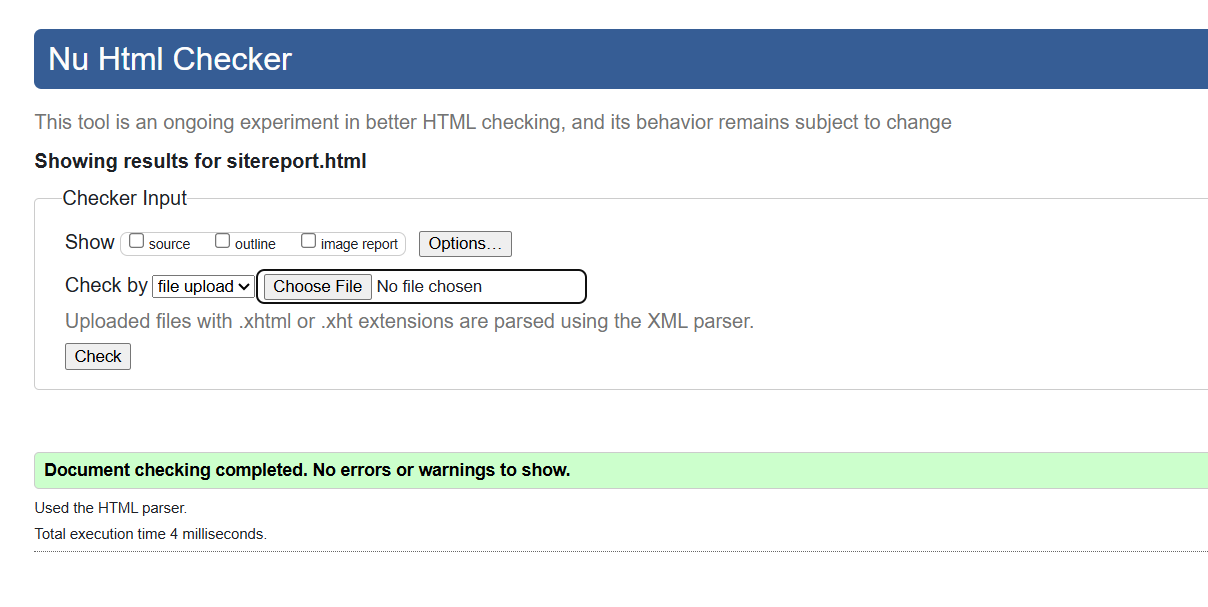 Nu Html Checker
This tool is an ongoing experiment in better HTML checking, and its behavior remains subject to change
Showing results for sitereport.html
Checker Input
Show source outline image report Options…
Check by file upload Choose File No file chosen
Uploaded files with .xhtml or .xht extensions are parsed using the XML parser.
Check
Document checking completed. No errors or warnings to show.
Used the HTML parser.
Total execution time 4 milliseconds.